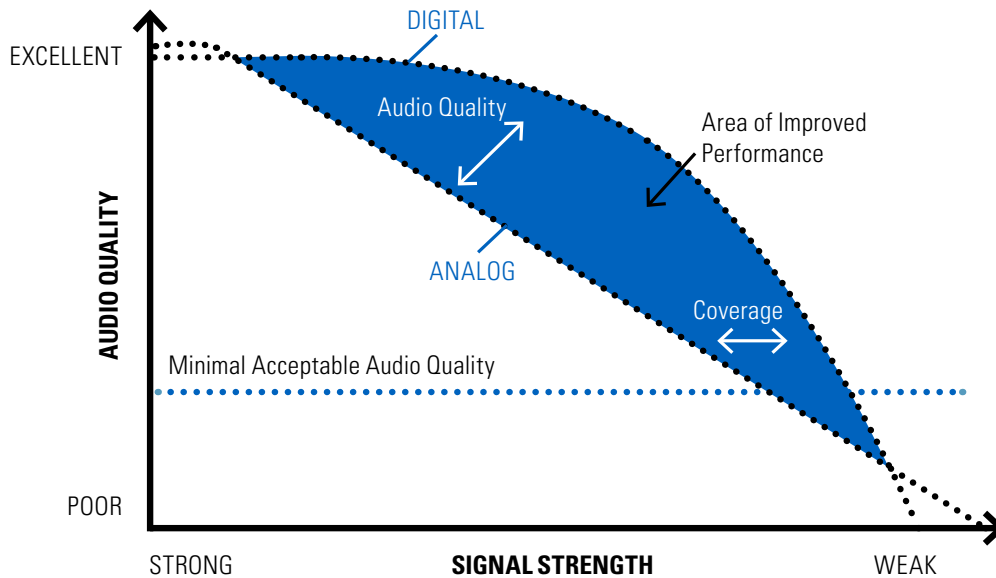 DIGITAL
EXCELLENT
Audio Quality
Area of Improved
Performance
AUDIO QUALITY
ANALOG
Coverage
Minimal Acceptable Audio Quality
POOR
STRONG
SIGNAL STRENGTH
WEAK